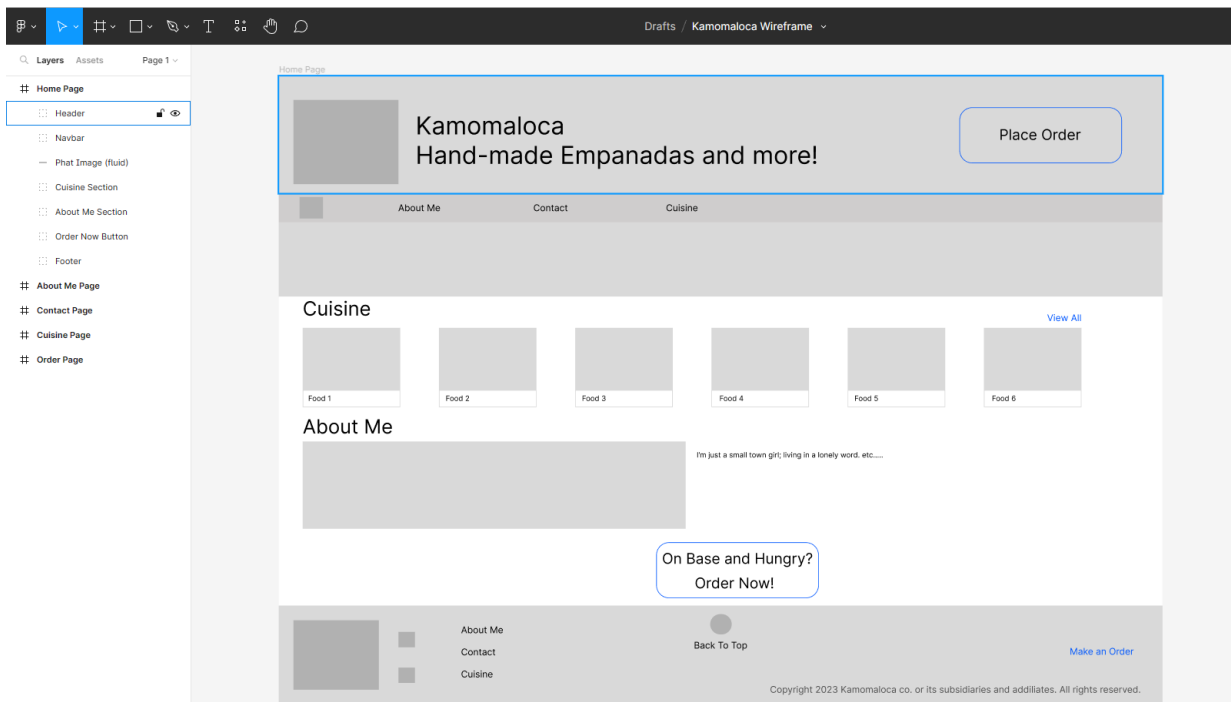 Drafts / Kamomaloca Wireframe
Layers Assets Page 1
Home Page
Header
Navbar
Phat Image (fluid)
Cuisine Section
About Me Section
Order Now Button
Footer
About Me Page
Contact Page
Cuisine Page
Order Page
Home Page
Kamomaloca
Hand-made Empanadas and more!
Place Order
About Me Contact Cuisine
Cuisine
View All
Food 1 Food 2 Food 3 Food 4 Food 5 Food 6
About Me
I'm just a small town girl; living in a lonely word. etc.....
On Base and Hungry?
Order Now!
About Me
Contact
Cuisine
Back To Top
Make an Order
Copyright 2023 Kamomaloca co. or its subsidiaries and addiliates. All rights reserved.